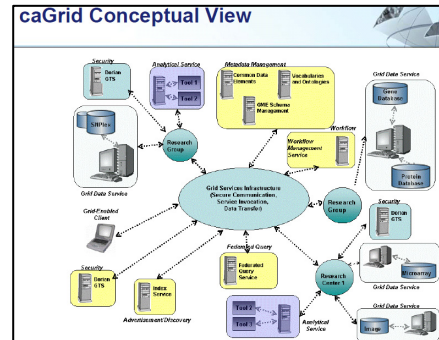 caGrid Conceptual View
Security
Dorian
GTS
Analytical Service
Tool 1
Tool 2
Metadata Management
Common Data
Elements
Vocabularies
and Ontologies
GME Schema
Management
Grid Data Service
Gene
Database
Protein
Database
SNPlex
Grid Data Service
Research
Group
Workflow
Workflow
Management
Service
Grid Services Infrastructure
(Secure Communication,
Service Invocation,
Data Transfer)
Research
Group
Grid-Enabled
Client
Security
Dorian
GTS
Security
Dorian
GTS
Index
Service
Advertisement/Discovery
Federated Query
Federated
Query
Service
Research
Center 1
Grid Data Service
Microarray
Tool 2
Tool 1
Analytical
Service
Grid Data Service
Image